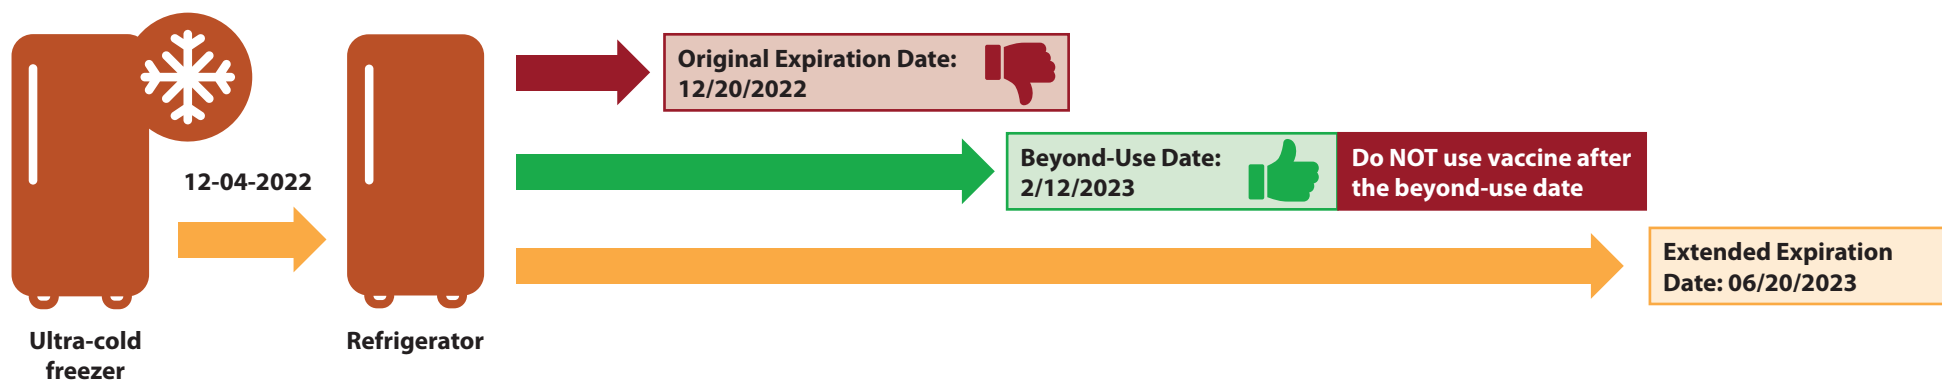 Original Expiration Date:
12/20/2022
Beyond-Use Date:
2/12/2023
Do NOT use vaccine after
the beyond-use date
12-04-2022
Extended Expiration
Date: 06/20/2023
Ultra-cold
freezer
Refrigerator